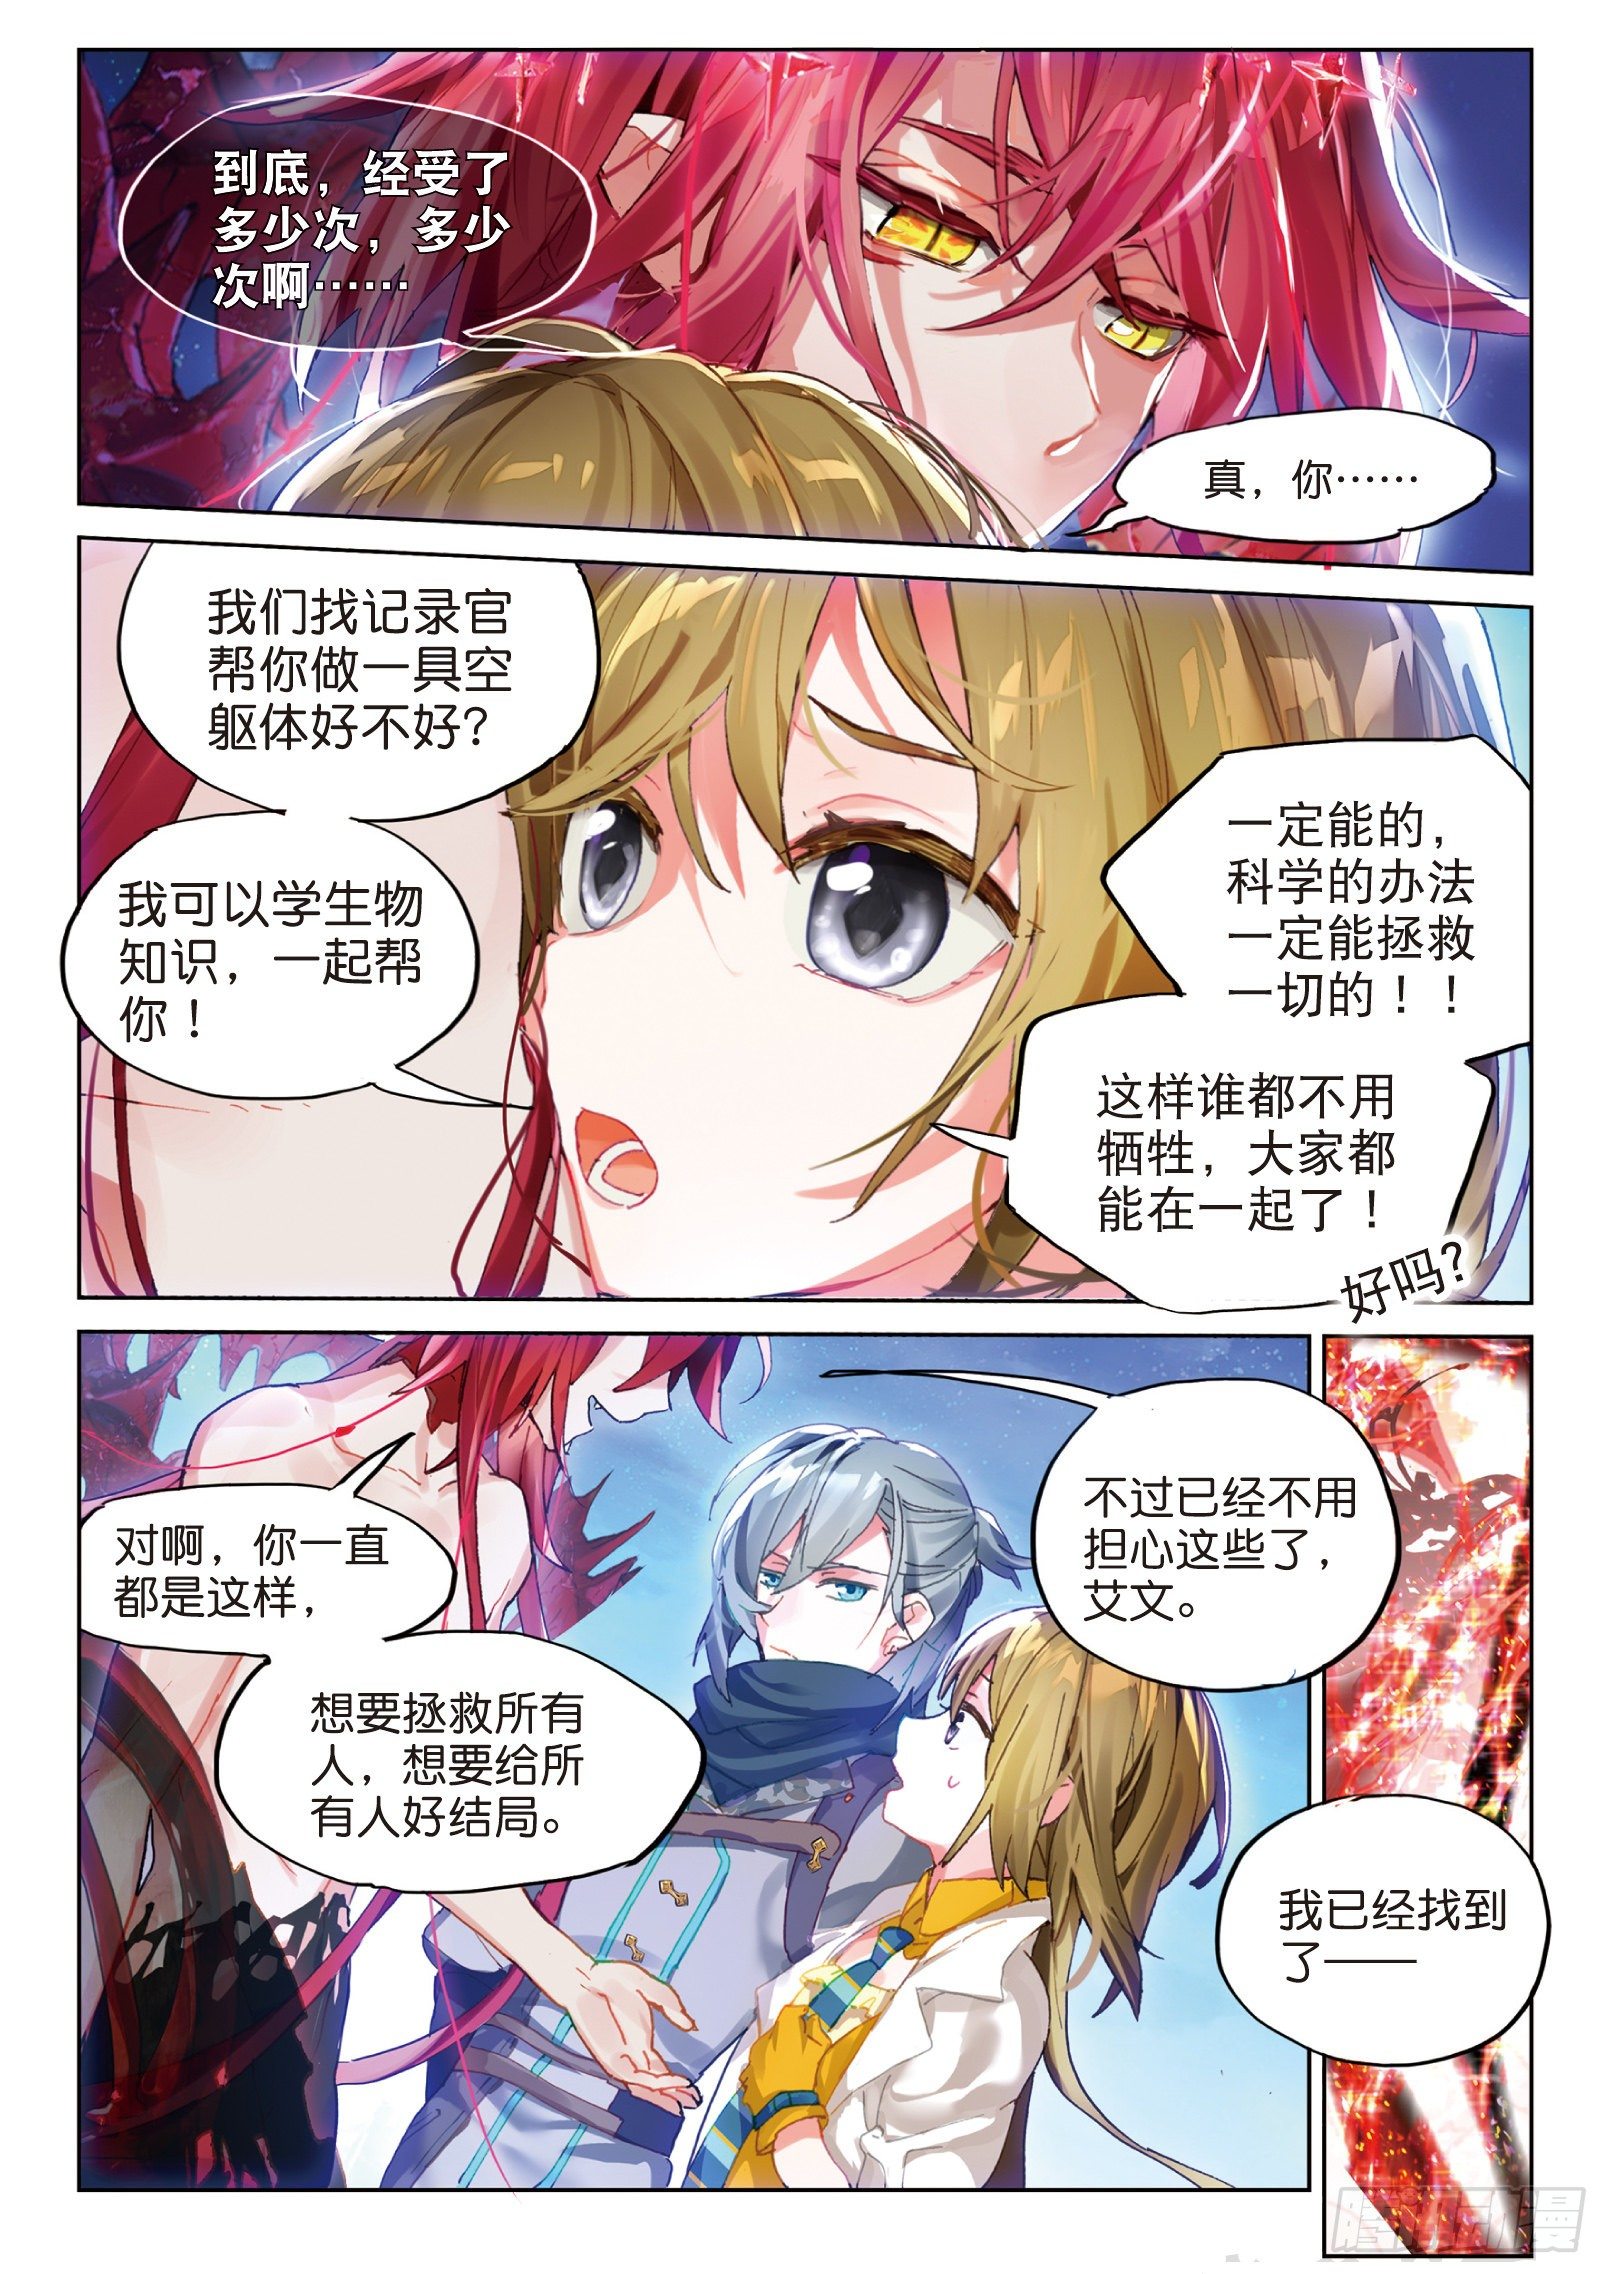 到底，经受了
多少次，多少
次啊……
真，你……
我们找记录官
帮你做一具空
躯体好不好？
我可以学生物
知识，一起帮
你！
一定能的，
科学的办法
一定能拯救
一切的！！
这样谁都不用
牺牲，大家都
能在一起了！
好吗？
对啊，你一直
都是这样，
想要拯救所有
人，想要给所
有人好结局。
不过已经不用
担心这些了，
艾文。
我已经找到
了——
腾讯动漫